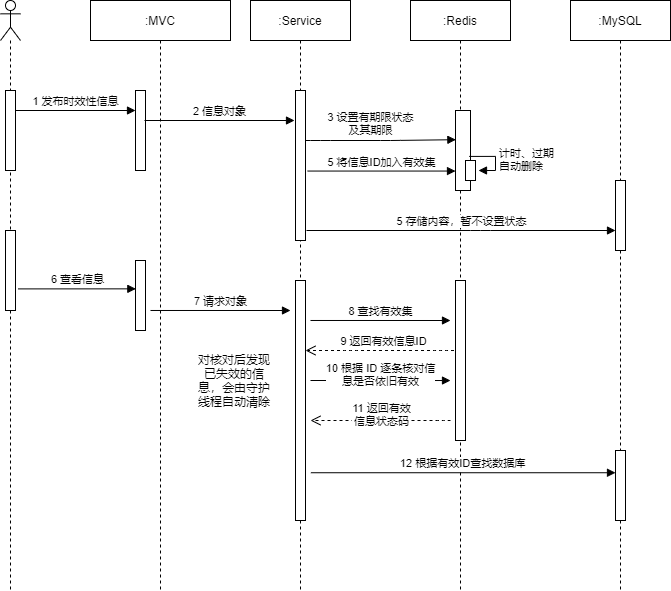 :MVC
:Service
:Redis
:MySQL
1 发布时效性信息
2 信息对象
3 设置有期限状态
及其期限
计时、过期
自动删除
5 将信息ID加入有效集
5 存储内容，暂不设置状态
6 查看信息
7 请求对象
8 查找有效集
9 返回有效信息ID
对核对后发现
已失效的信
息，会由守护
线程自动清除
10 根据 ID 逐条核对信
息是否依旧有效
11 返回有效
信息状态码
12 根据有效ID查找数据库